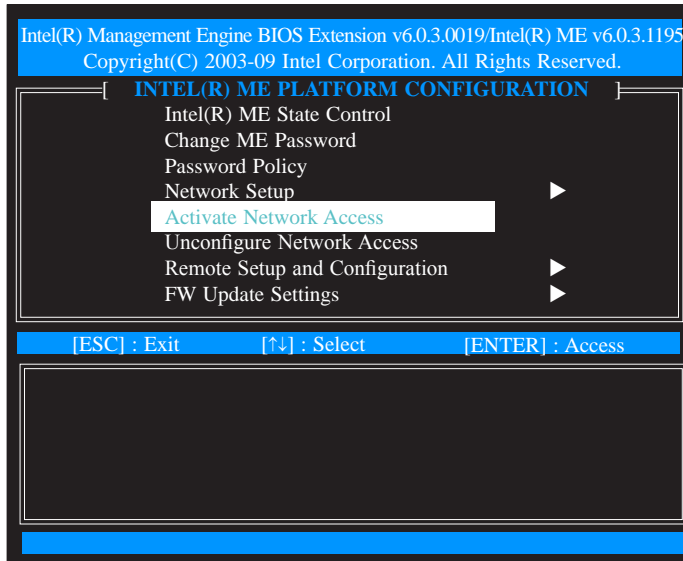 Intel(R) Management Engine BIOS Extension v6.0.3.0019/Intel(R) ME v6.0.3.1195
Copyright(C) 2003-09 Intel Corporation. All Rights Reserved.
[ INTEL(R) ME PLATFORM CONFIGURATION ]
Intel(R) ME State Control
Change ME Password
Password Policy
Network Setup ▶
Activate Network Access
Unconfigure Network Access
Remote Setup and Configuration ▶
FW Update Settings ▶
[ESC] : Exit [↑↓] : Select [ENTER] : Access